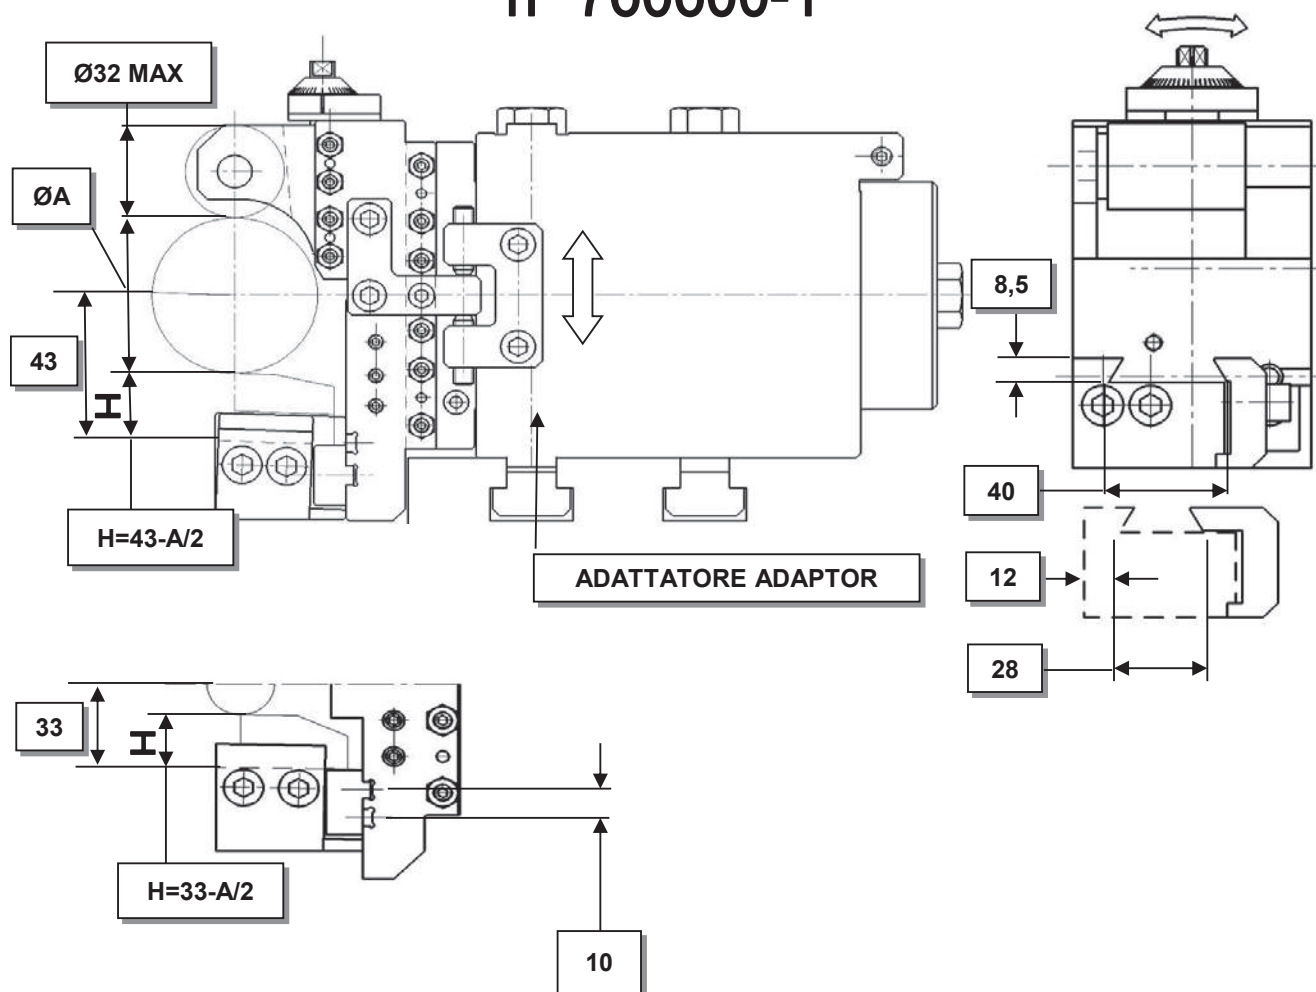 Ø32 MAX
ØA
43
H
H=43-A/2
ADATTATORE ADAPTOR
8,5
40
12
28
33
H
H=33-A/2
10